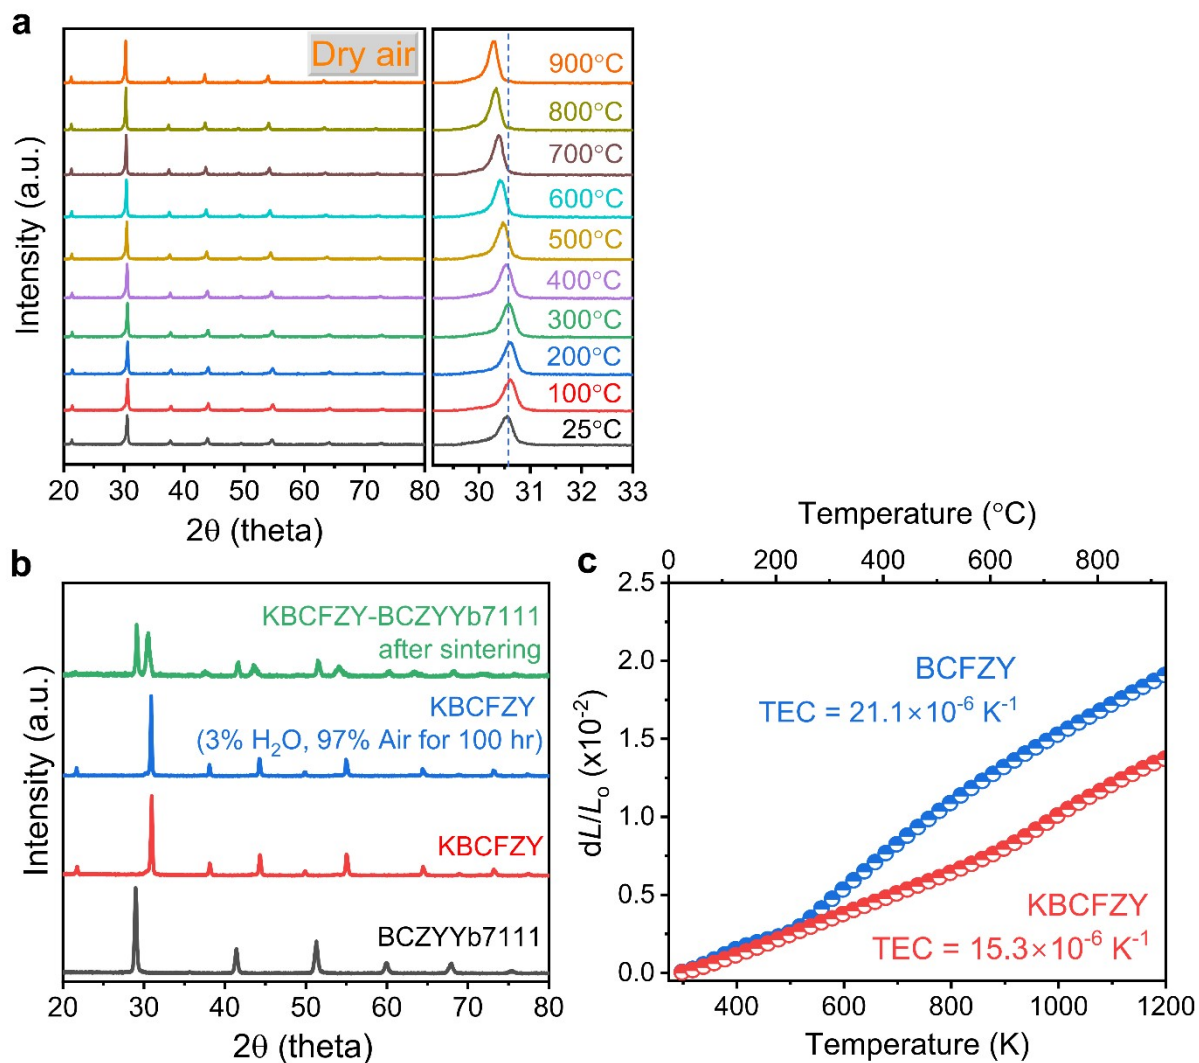 a
Dry air
Intensity (a.u.)
900°C
800°C
700°C
600°C
500°C
400°C
300°C
200°C
100°C
25°C
20 30 40 50 60 70 80
30 31 32 33
2θ (theta)
b
Intensity (a.u.)
KBCFZY-BCZYYb7111
after sintering
KBCFZY
(3% H₂O, 97% Air for 100 hr)
KBCFZY
BCZYYb7111
20 30 40 50 60 70 80
2θ (theta)
c
Temperature (°C)
0 200 400 600 800
dL/Lₒ (x10⁻²)
2.5
2.0
1.5
1.0
0.5
0.0
BCFZY
TEC = 21.1×10⁻⁶ K⁻¹
KBCFZY
TEC = 15.3×10⁻⁶ K⁻¹
400 600 800 1000 1200
Temperature (K)